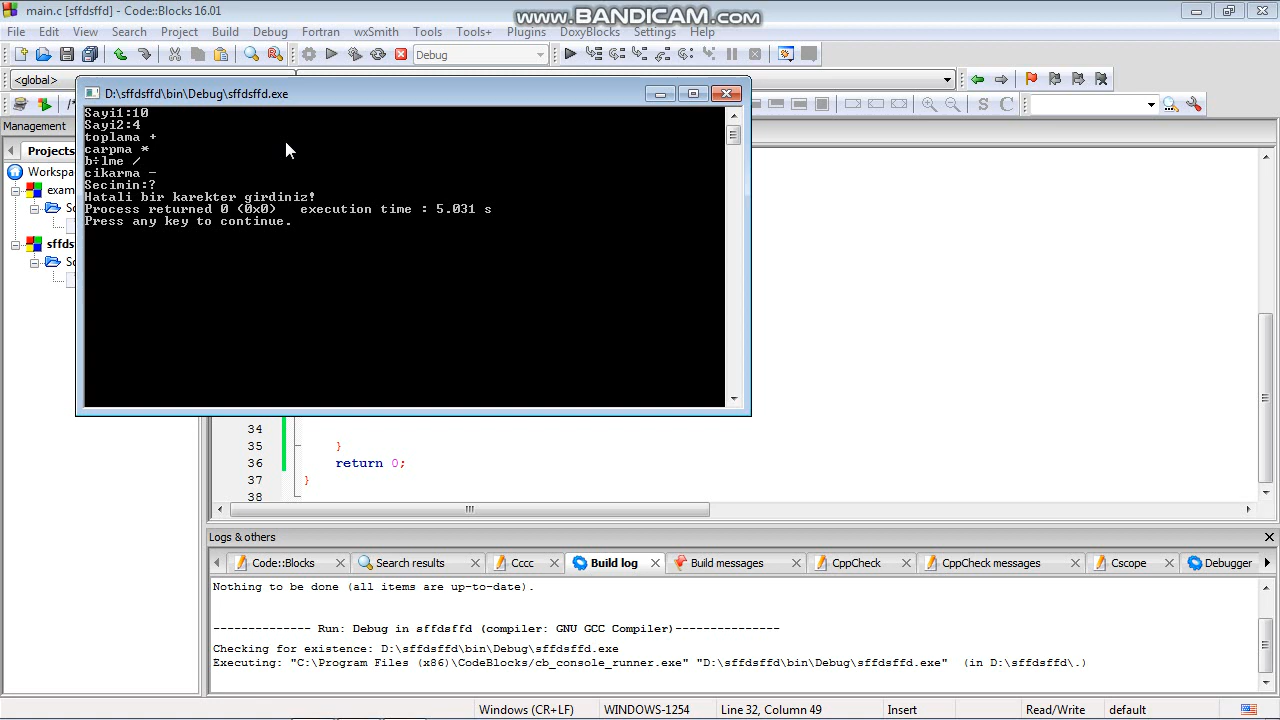 main.c [sffdsffd] - Code::Blocks 16.01
www.BANDICAM.com
File Edit View Search Project Build Debug Fortran wxSmith Tools Tools+ Plugins DoxyBlocks Settings Help
Debug
<global>
S C
D:\sffdsffd\bin\Debug\sffdsffd.exe
Management
Projects
Workspa
exam
So
sffds
So
Sayi1:10
Sayi2:4
toplama +
carpma *
b÷lme /
cikarma -
Secimin:?
Hatali bir karekter girdiniz!
Process returned 0 (0x0) execution time : 5.031 s
Press any key to continue.
34
35 }
36 return 0;
37 }
38
Logs & others
Code::Blocks Search results Cccc Build log Build messages CppCheck CppCheck messages Cscope Debugger
Nothing to be done (all items are up-to-date).
-------------- Run: Debug in sffdsffd (compiler: GNU GCC Compiler)---------------
Checking for existence: D:\sffdsffd\bin\Debug\sffdsffd.exe
Executing: "C:\Program Files (x86)\CodeBlocks/cb_console_runner.exe" "D:\sffdsffd\bin\Debug\sffdsffd.exe" (in D:\sffdsffd\.)
Windows (CR+LF) WINDOWS-1254 Line 32, Column 49 Insert Read/Write default